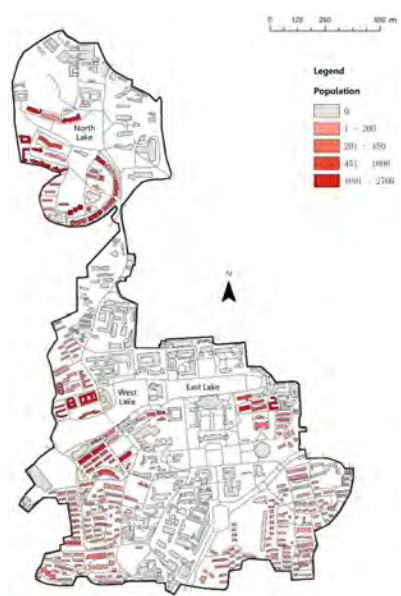 0 125 250 500 m
Legend
Population
0
1 - 200
201 - 450
451 - 1000
1001 - 2766
North
Lake
N
West
Lake
East Lake